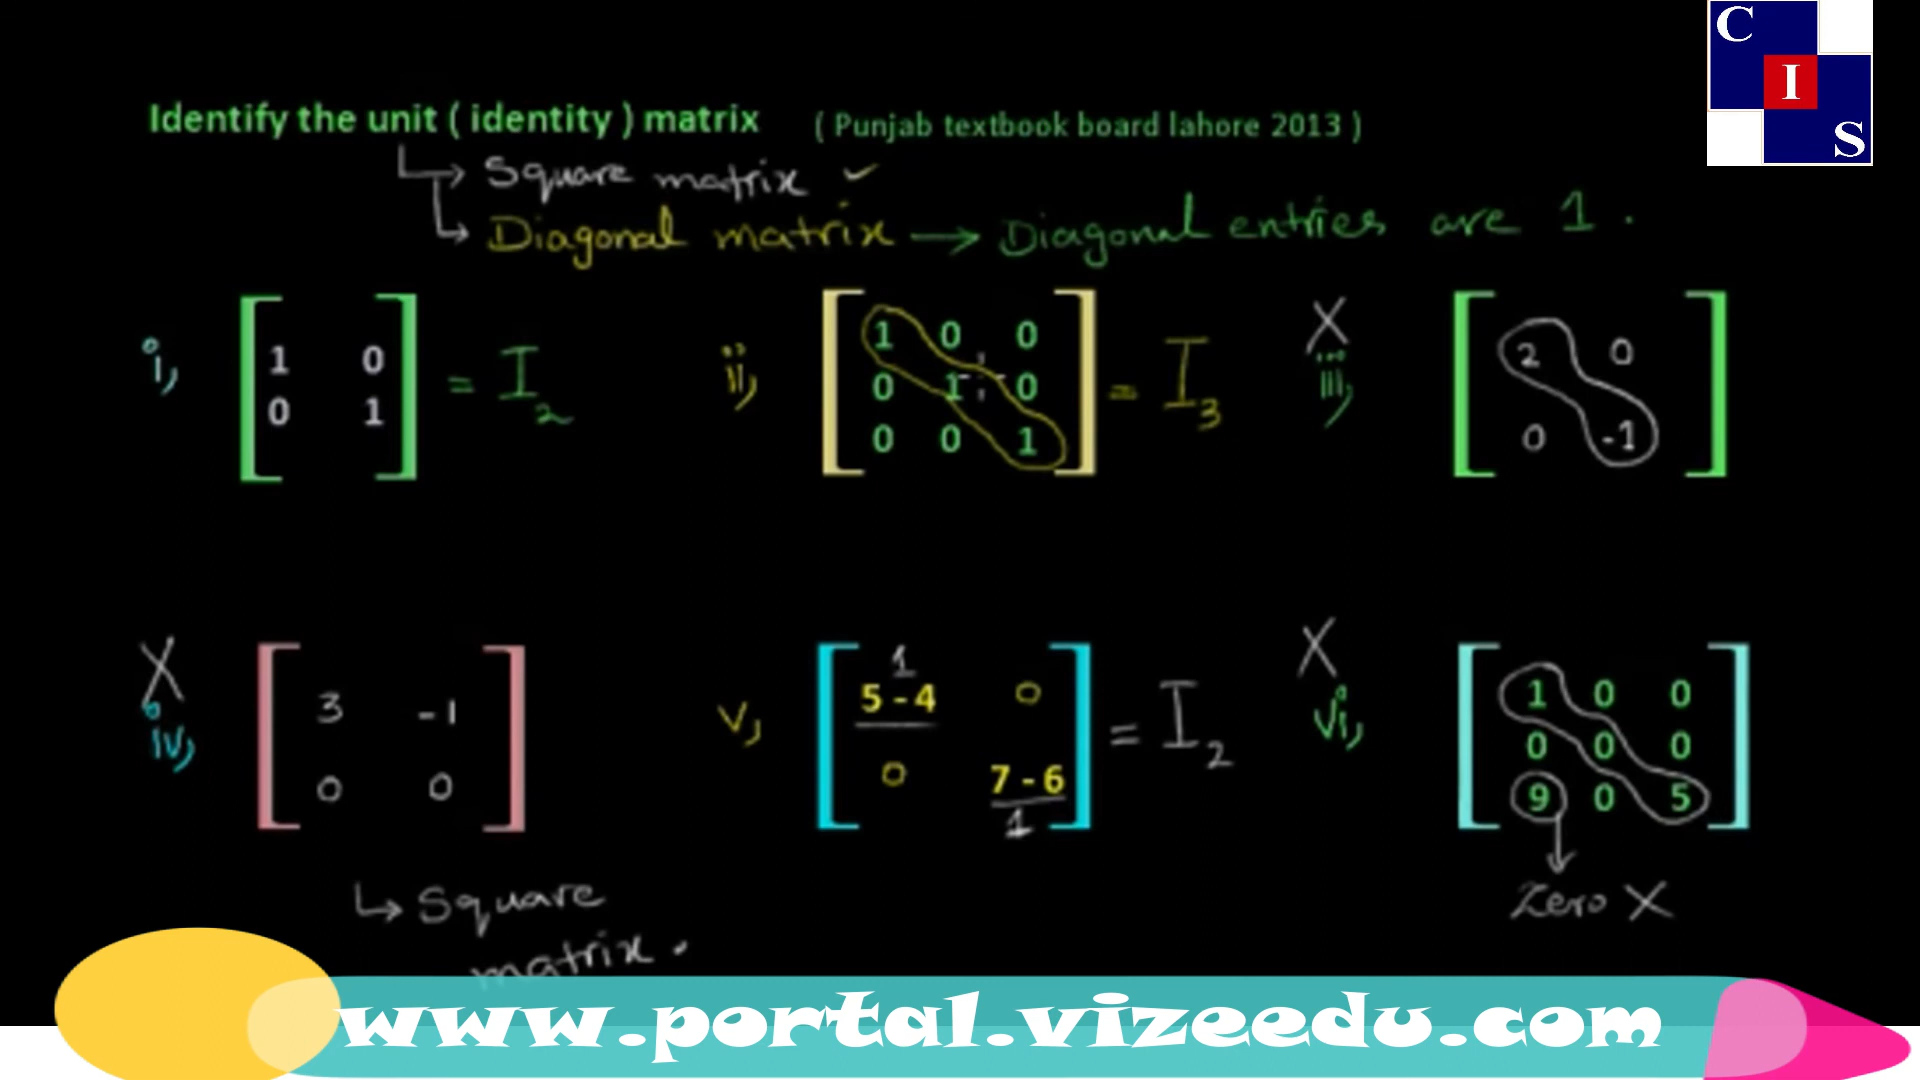 C
I
S
Identify the unit ( identity ) matrix ( Punjab textbook board lahore 2013 )
↳ Square matrix ✓
↳ Diagonal matrix → Diagonal entries are 1 .
i, [ 1 0 ] = I₂
[ 0 1 ]
ii, [ 1 0 0 ] = I₃
[ 0 1 0 ]
[ 0 0 1 ]
X
iii, [ 2 0 ]
[ 0 -1 ]
X
iv, [ 3 -1 ]
[ 0 0 ]
↳ Square
matrix .
1
v, [ 5 - 4 0 ] = I₂
[ 0 7 - 6 ]
1
X
vi, [ 1 0 0 ]
[ 0 0 0 ]
[ 9 0 5 ]
↓
Zero X
www.portal.vizeedu.com